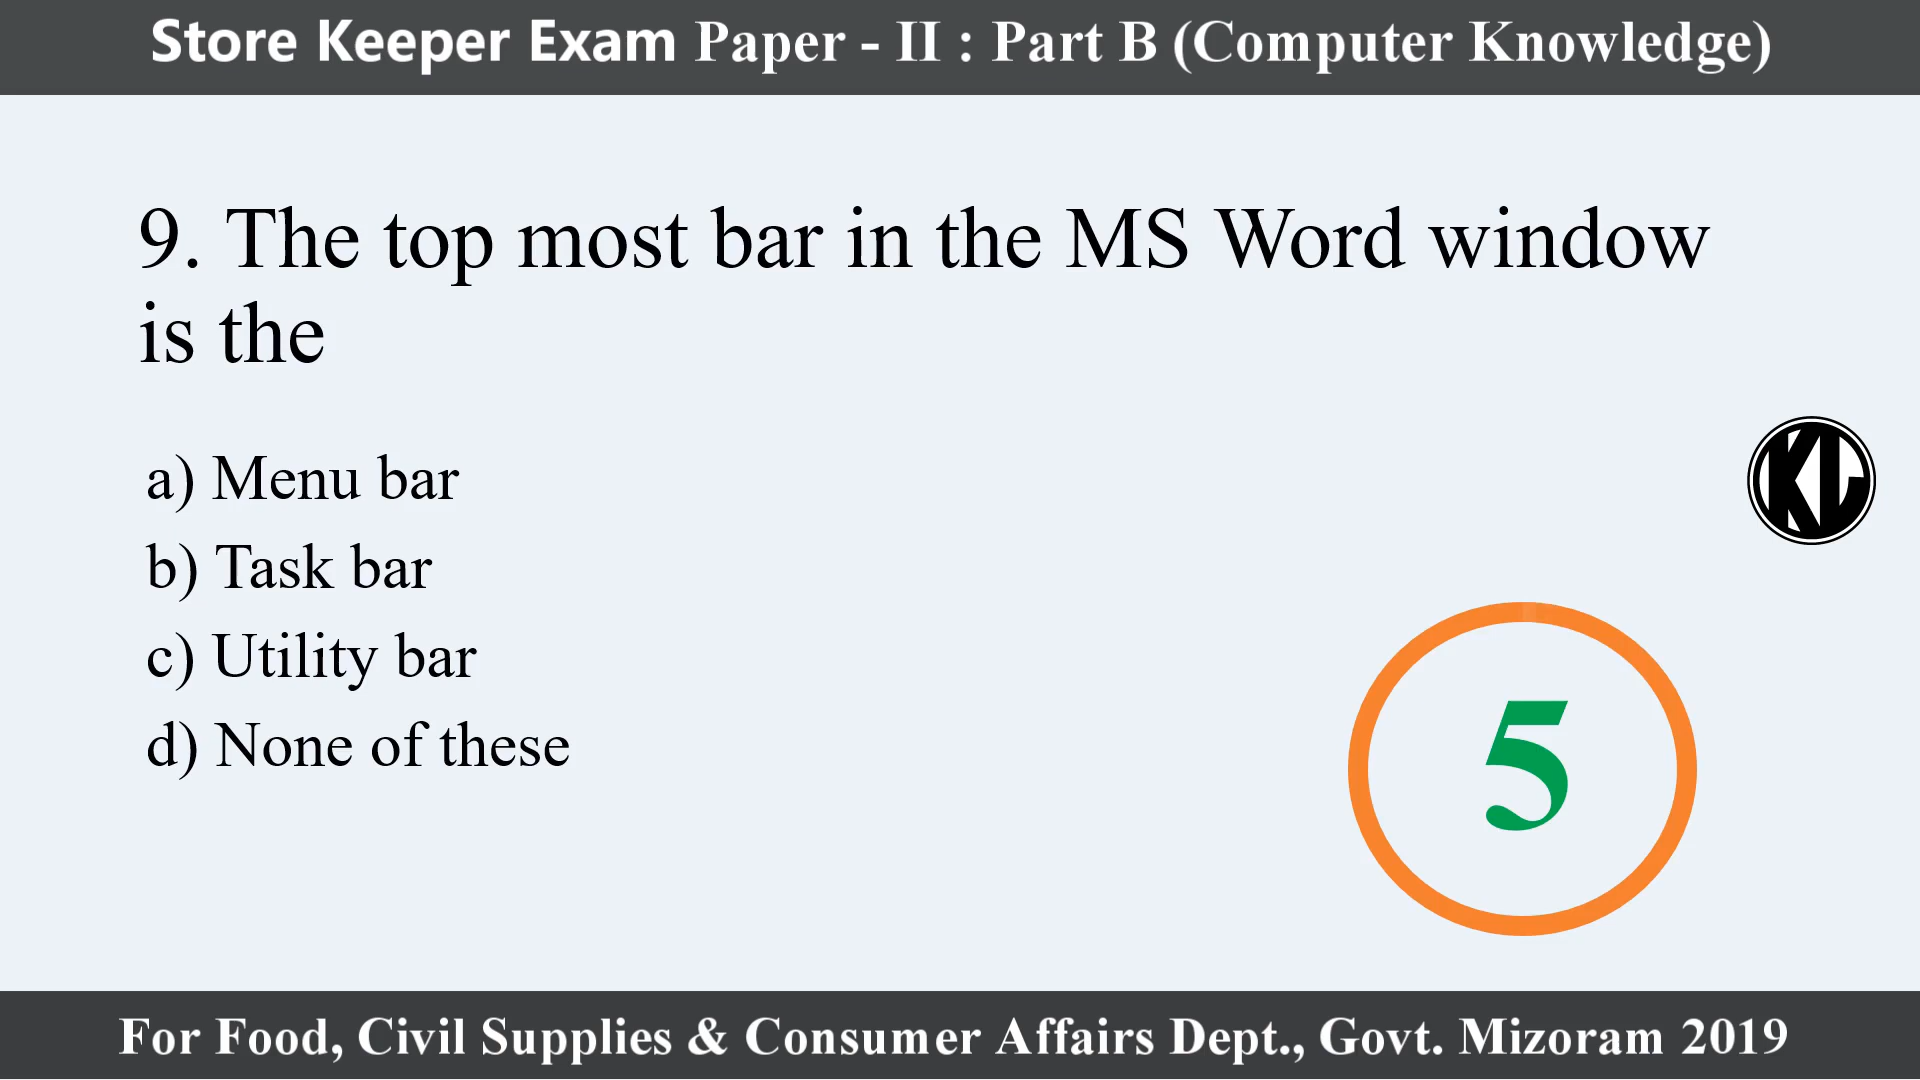 Store Keeper Exam Paper - II : Part B (Computer Knowledge)
9. The top most bar in the MS Word window
is the
a) Menu bar
b) Task bar
c) Utility bar
d) None of these
KL
5
For Food, Civil Supplies & Consumer Affairs Dept., Govt. Mizoram 2019